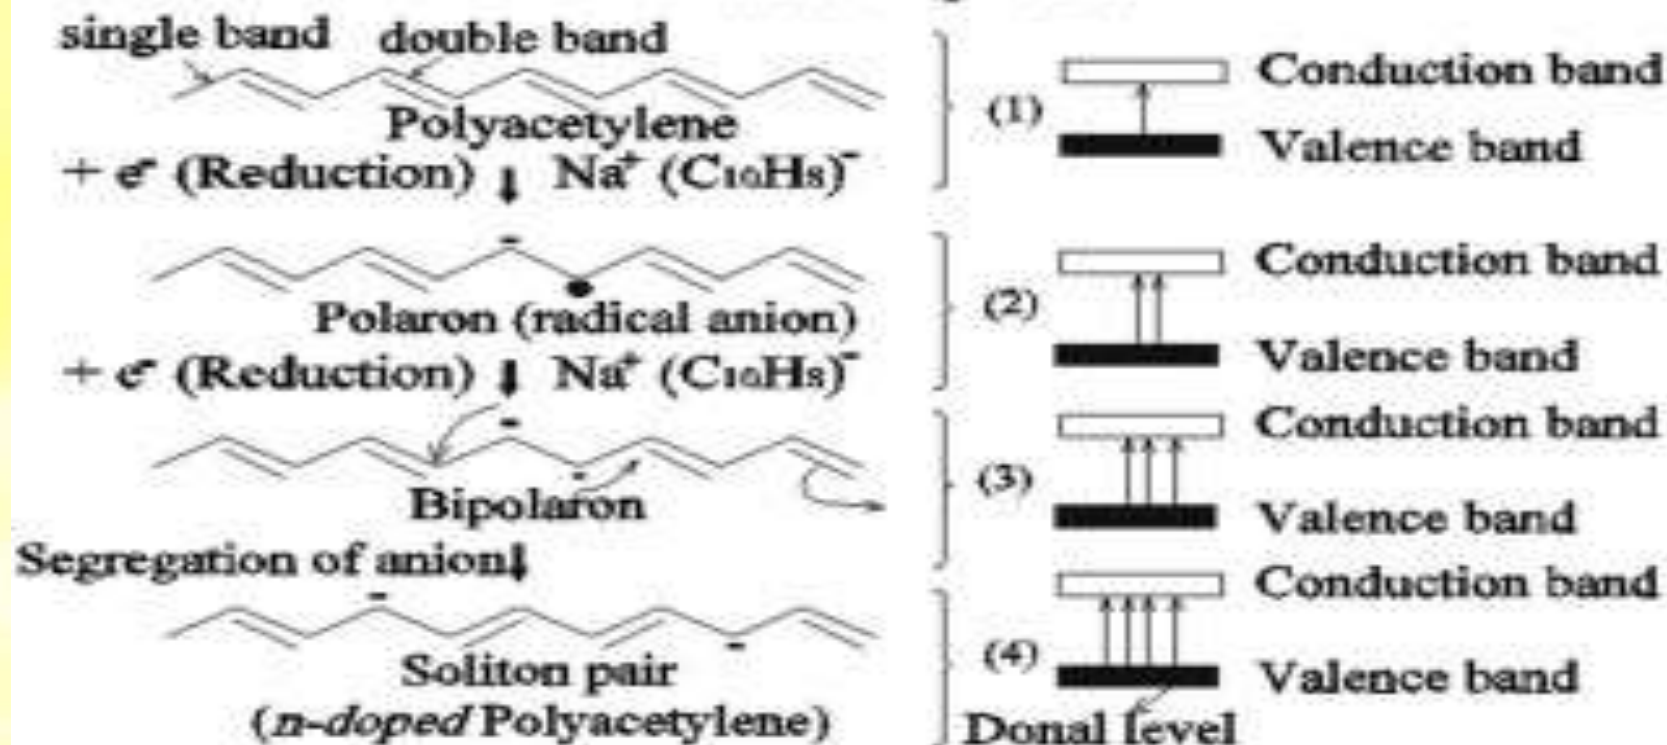 single band double band
Polyacetylene
(1)
Conduction band
Valence band
+ e⁻ (Reduction) ⬇ Na⁺ (C₁₀H₈)⁻
Polaron (radical anion)
(2)
Conduction band
Valence band
+ e⁻ (Reduction) ⬇ Na⁺ (C₁₀H₈)⁻
Bipolaron
(3)
Conduction band
Valence band
Segregation of anion⬇
Soliton pair
(n-doped Polyacetylene)
(4)
Conduction band
Valence band
Donal level